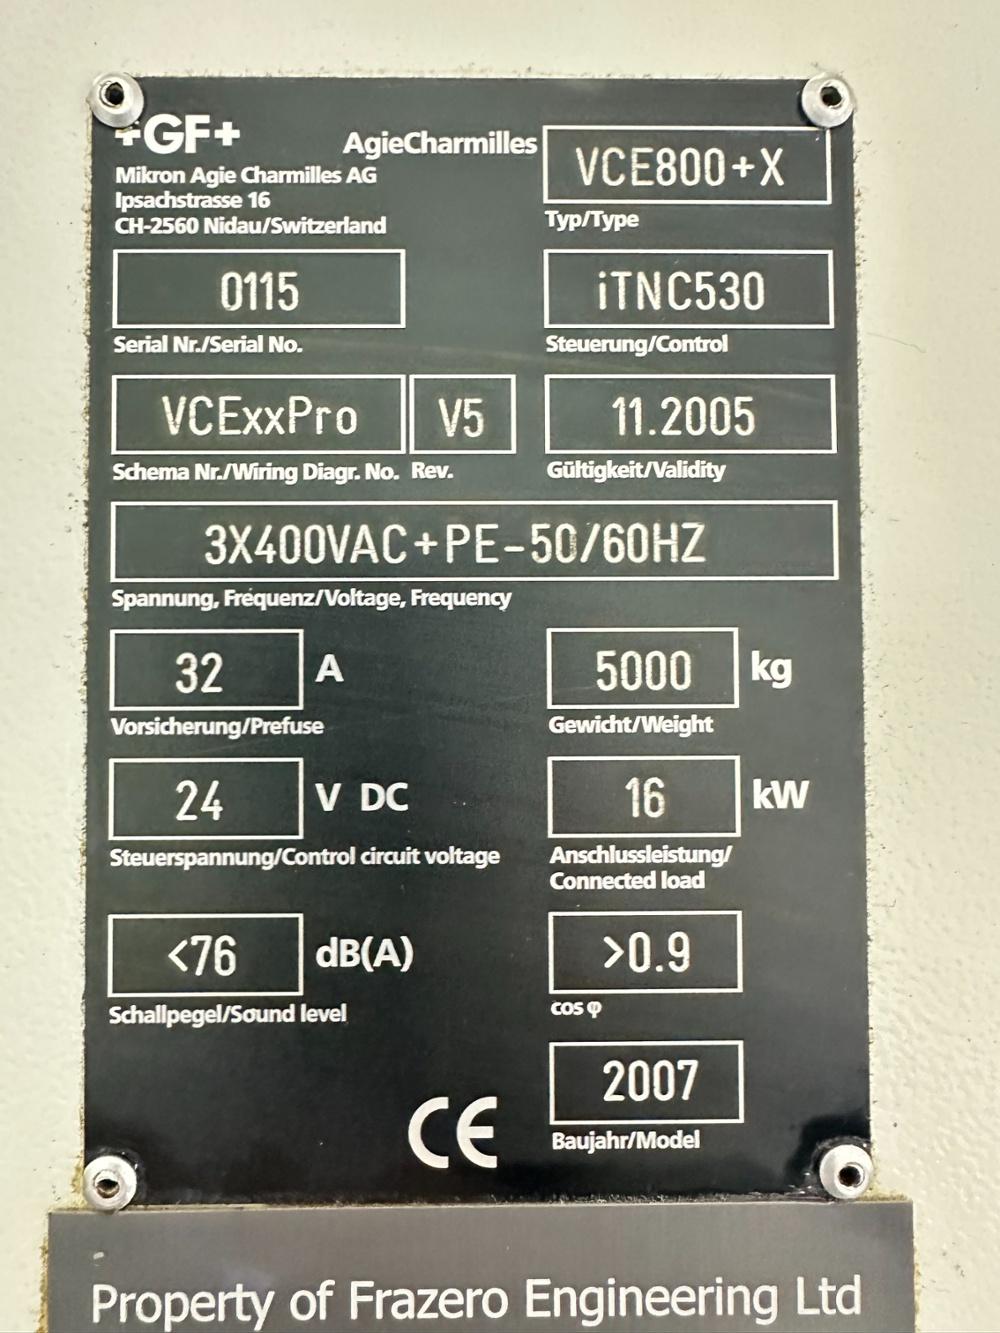 +GF+ AgieCharmilles VCE800+X
Mikron Agie Charmilles AG
Ipsachstrasse 16
CH-2560 Nidau/Switzerland
Typ/Type
0115 iTNC530
Serial Nr./Serial No. Steuerung/Control
VCExxPro V5 11.2005
Schema Nr./Wiring Diagr. No. Rev. Gültigkeit/Validity
3X400VAC+PE-50/60HZ
Spannung, Frequenz/Voltage, Frequency
32 A 5000 kg
Vorsicherung/Prefuse Gewicht/Weight
24 V DC 16 kW
Steuerspannung/Control circuit voltage Anschlussleistung/
Connected load
<76 dB(A) >0.9
Schallpegel/Sound level cos φ
2007
CE Baujahr/Model
Property of Frazero Engineering Ltd